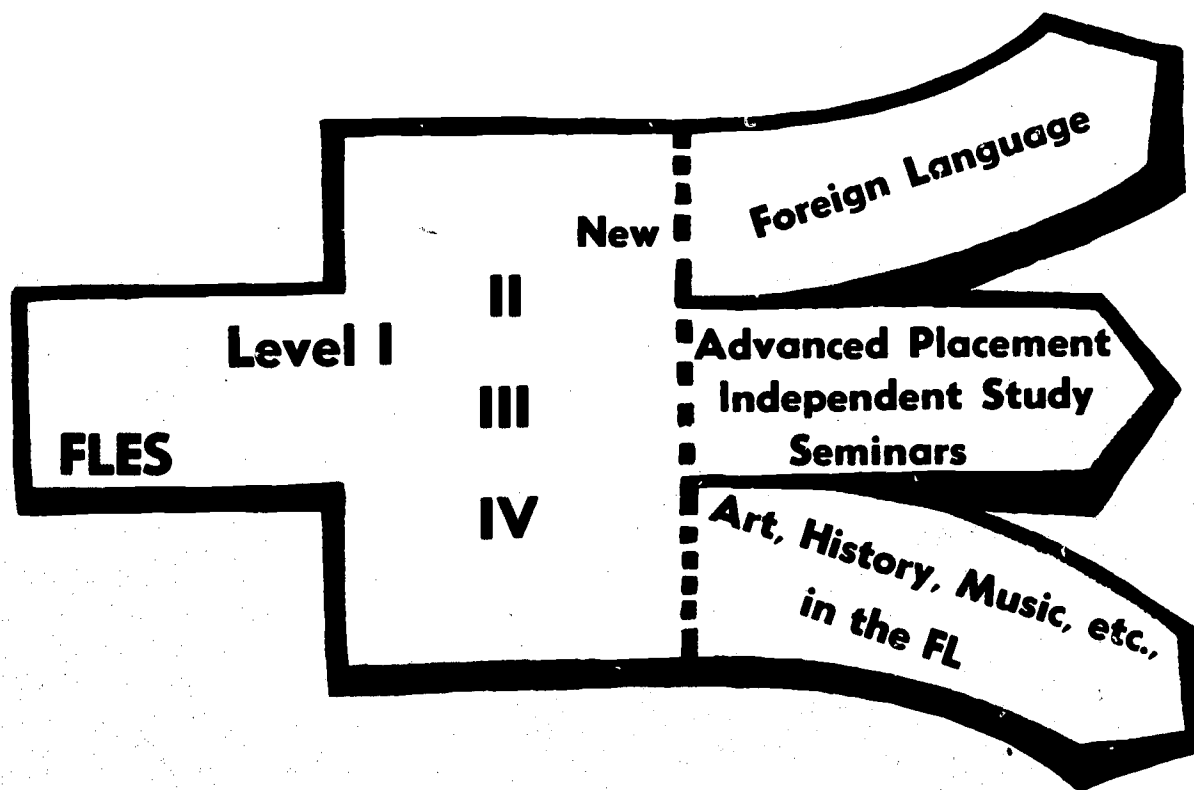 FLES
Level I
II
III
IV
New
Foreign Language
Advanced Placement
Independent Study
Seminars
Art, History, Music, etc.,
in the FL